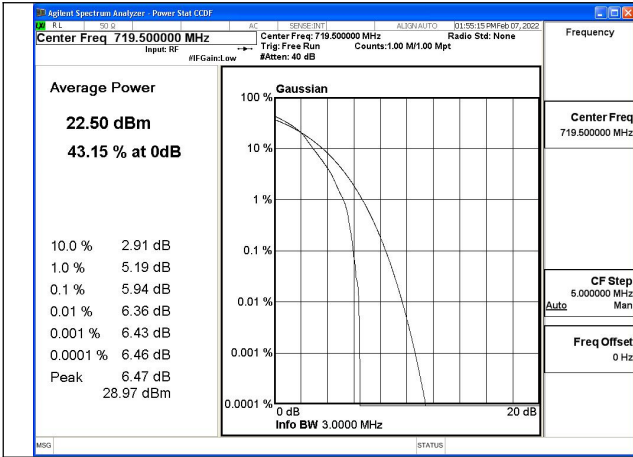 Agilent Spectrum Analyzer - Power Stat CCDF
RL 50 Ω AC SENSE:INT ALIGN AUTO 01:55:15 PM Feb 07, 2022
Center Freq 719.500000 MHz
Center Freq: 719.500000 MHz Radio Std: None
Input: RF Trig: Free Run Counts:1.00 M/1.00 Mpt
#IFGain:Low #Atten: 40 dB
Frequency
Average Power
22.50 dBm
43.15 % at 0dB
10.0 % 2.91 dB
1.0 % 5.19 dB
0.1 % 5.94 dB
0.01 % 6.36 dB
0.001 % 6.43 dB
0.0001 % 6.46 dB
Peak 6.47 dB
28.97 dBm
Gaussian
100 %
10 %
1 %
0.1 %
0.01 %
0.001 %
0.0001 %
0 dB 20 dB
Info BW 3.0000 MHz
Center Freq
719.500000 MHz
CF Step
5.000000 MHz
Auto Man
Freq Offset
0 Hz
MSG STATUS